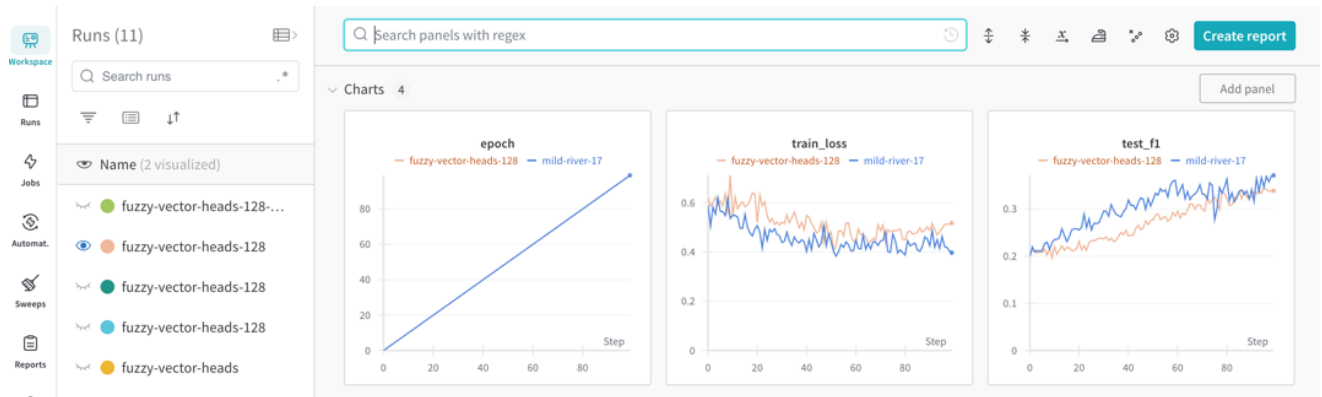 Workspace
Runs
Jobs
Automat.
Sweeps
Reports
Runs (11)
Search runs
.*
Name (2 visualized)
fuzzy-vector-heads-128-...
fuzzy-vector-heads-128
fuzzy-vector-heads-128
fuzzy-vector-heads-128
fuzzy-vector-heads
Search panels with regex
Create report
Charts 4
Add panel
epoch
fuzzy-vector-heads-128 mild-river-17
80
60
40
20
0
Step
0 20 40 60 80
train_loss
fuzzy-vector-heads-128 mild-river-17
0.6
0.4
0.2
0
Step
0 20 40 60 80
test_f1
fuzzy-vector-heads-128 mild-river-17
0.3
0.2
0.1
0
Step
0 20 40 60 80